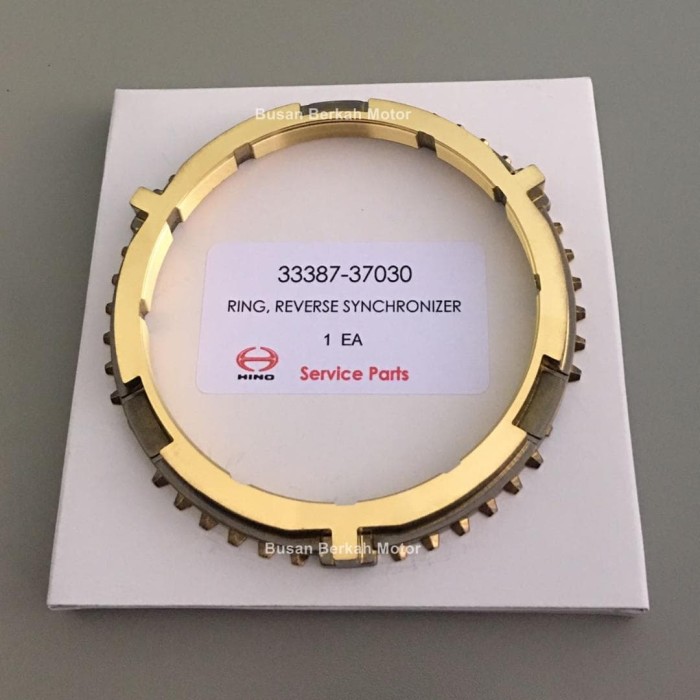 Busan Berkah Motor
33387-37030
RING, REVERSE SYNCHRONIZER
1 EA
HINO
Service Parts
Busan Berkah Motor